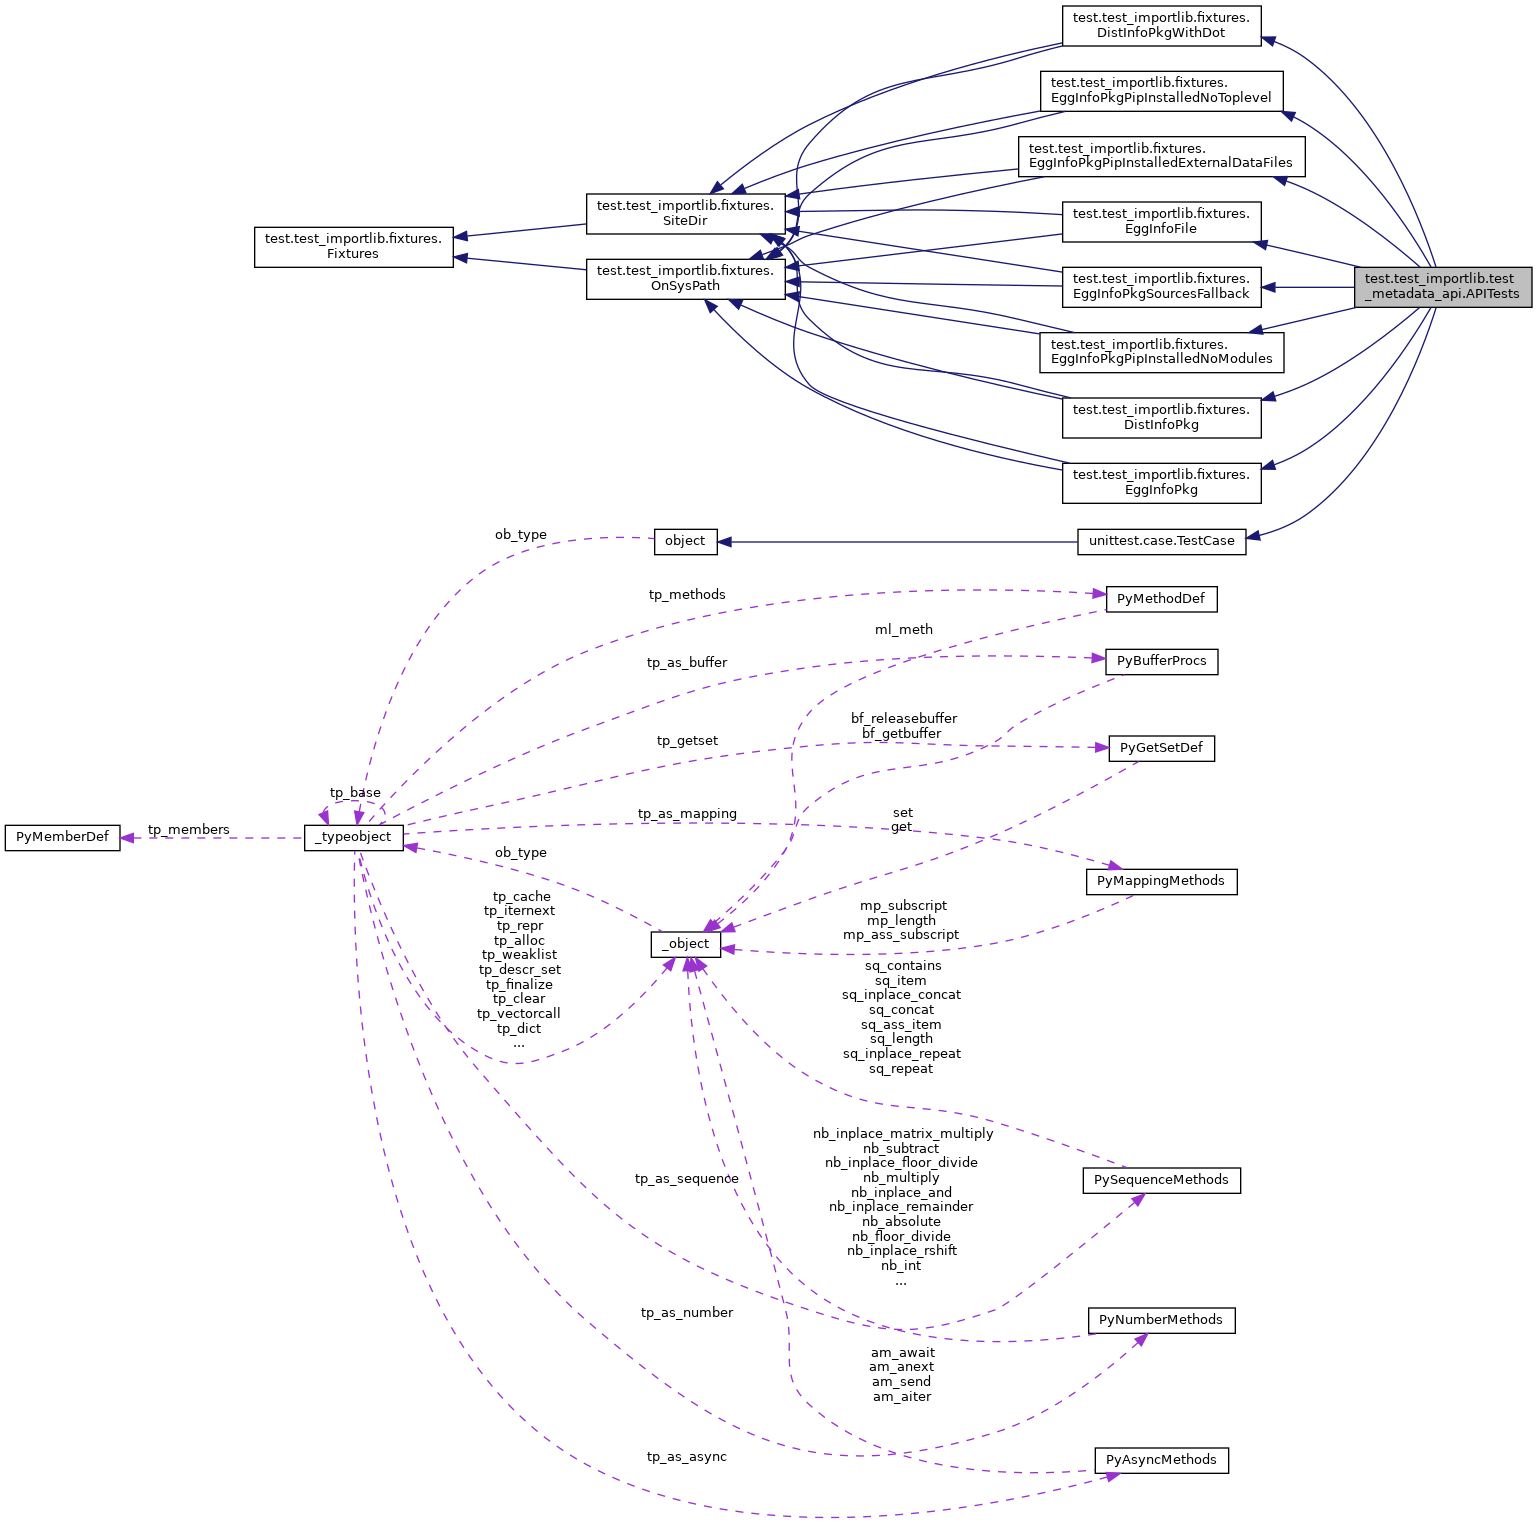 test.test_importlib.fixtures.
DistInfoPkgWithDot
test.test_importlib.fixtures.
EggInfoPkgPipInstalledNoToplevel
test.test_importlib.fixtures.
EggInfoPkgPipInstalledExternalDataFiles
test.test_importlib.fixtures.
SiteDir
test.test_importlib.fixtures.
EggInfoFile
test.test_importlib.fixtures.
Fixtures
test.test_importlib.fixtures.
OnSysPath
test.test_importlib.fixtures.
EggInfoPkgSourcesFallback
test.test_importlib.test
_metadata_api.APITests
test.test_importlib.fixtures.
EggInfoPkgPipInstalledNoModules
test.test_importlib.fixtures.
DistInfoPkg
test.test_importlib.fixtures.
EggInfoPkg
ob_type
object
unittest.case.TestCase
tp_methods
PyMethodDef
ml_meth
tp_as_buffer
PyBufferProcs
bf_releasebuffer
bf_getbuffer
tp_getset
PyGetSetDef
tp_base
tp_as_mapping
set
get
PyMemberDef
tp_members
_typeobject
ob_type
PyMappingMethods
tp_cache
tp_iternext
tp_repr
tp_alloc
tp_weaklist
tp_descr_set
tp_finalize
tp_clear
tp_vectorcall
tp_dict
...
_object
mp_subscript
mp_length
mp_ass_subscript
sq_contains
sq_item
sq_inplace_concat
sq_concat
sq_ass_item
sq_length
sq_inplace_repeat
sq_repeat
tp_as_sequence
nb_inplace_matrix_multiply
nb_subtract
nb_inplace_floor_divide
nb_multiply
nb_inplace_and
nb_inplace_remainder
nb_absolute
nb_floor_divide
nb_inplace_rshift
nb_int
...
PySequenceMethods
tp_as_number
PyNumberMethods
am_await
am_anext
am_send
am_aiter
tp_as_async
PyAsyncMethods